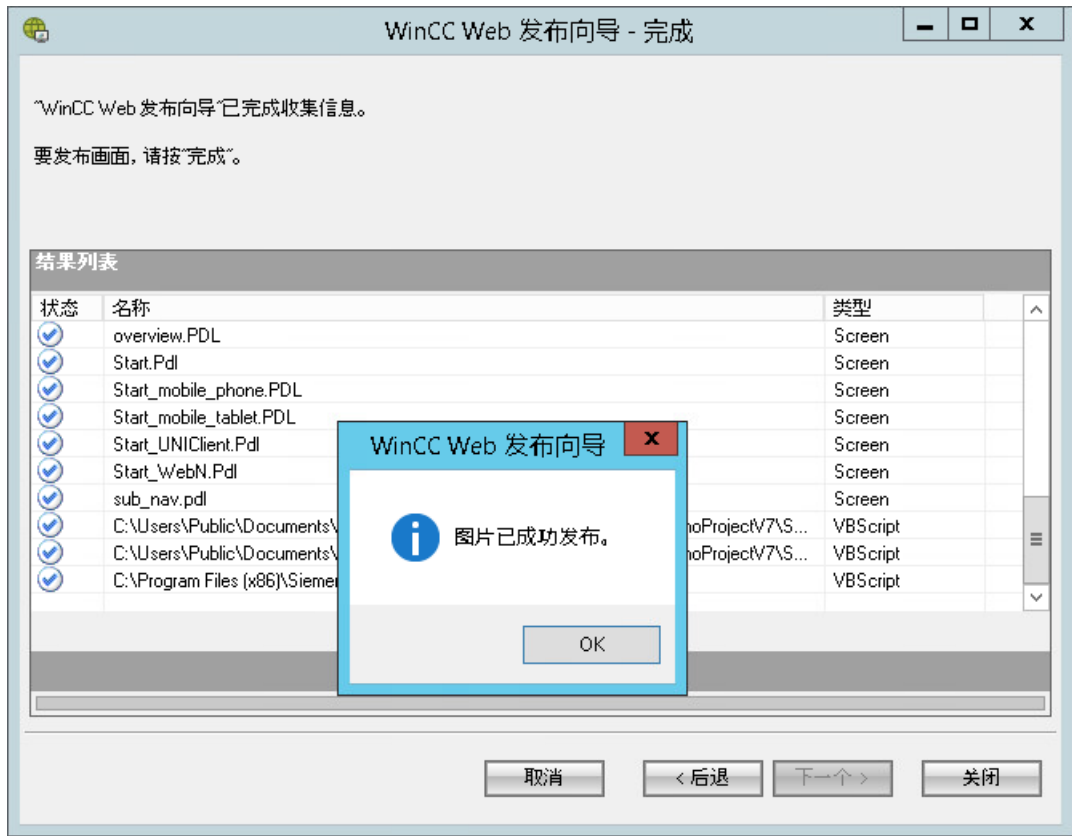 WinCC Web 发布向导 - 完成
"WinCC Web 发布向导"已完成收集信息。
要发布画面, 请按"完成"。
结果列表
状态 名称 类型
overview.PDL Screen
Start.Pdl Screen
Start_mobile_phone.PDL Screen
Start_mobile_tablet.PDL Screen
Start_UNIClient.Pdl Screen
Start_WebN.Pdl Screen
sub_nav.pdl Screen
C:\Users\Public\Documents\ noProjectV7\S... VBScript
C:\Users\Public\Documents\ noProjectV7\S... VBScript
C:\Program Files (x86)\Siemen VBScript
WinCC Web 发布向导
图片已成功发布。
OK
取消 <后退 下一个> 关闭